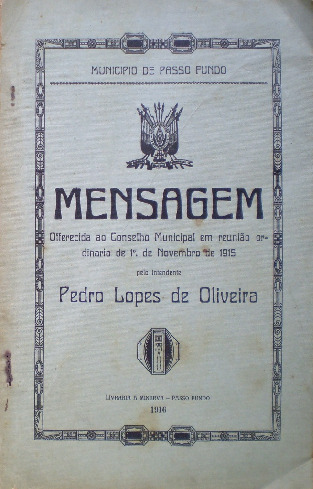 MUNICIPIO DE PASSO FUNDO
MENSAGEM
Offerecida ao Conselho Municipal em reunião or-
dinario de 1º. de Novembro de 1915
pelo Intendente
Pedro Lopes de Oliveira
LIVRARIA A MINERVA — PASSO FUNDO
1916